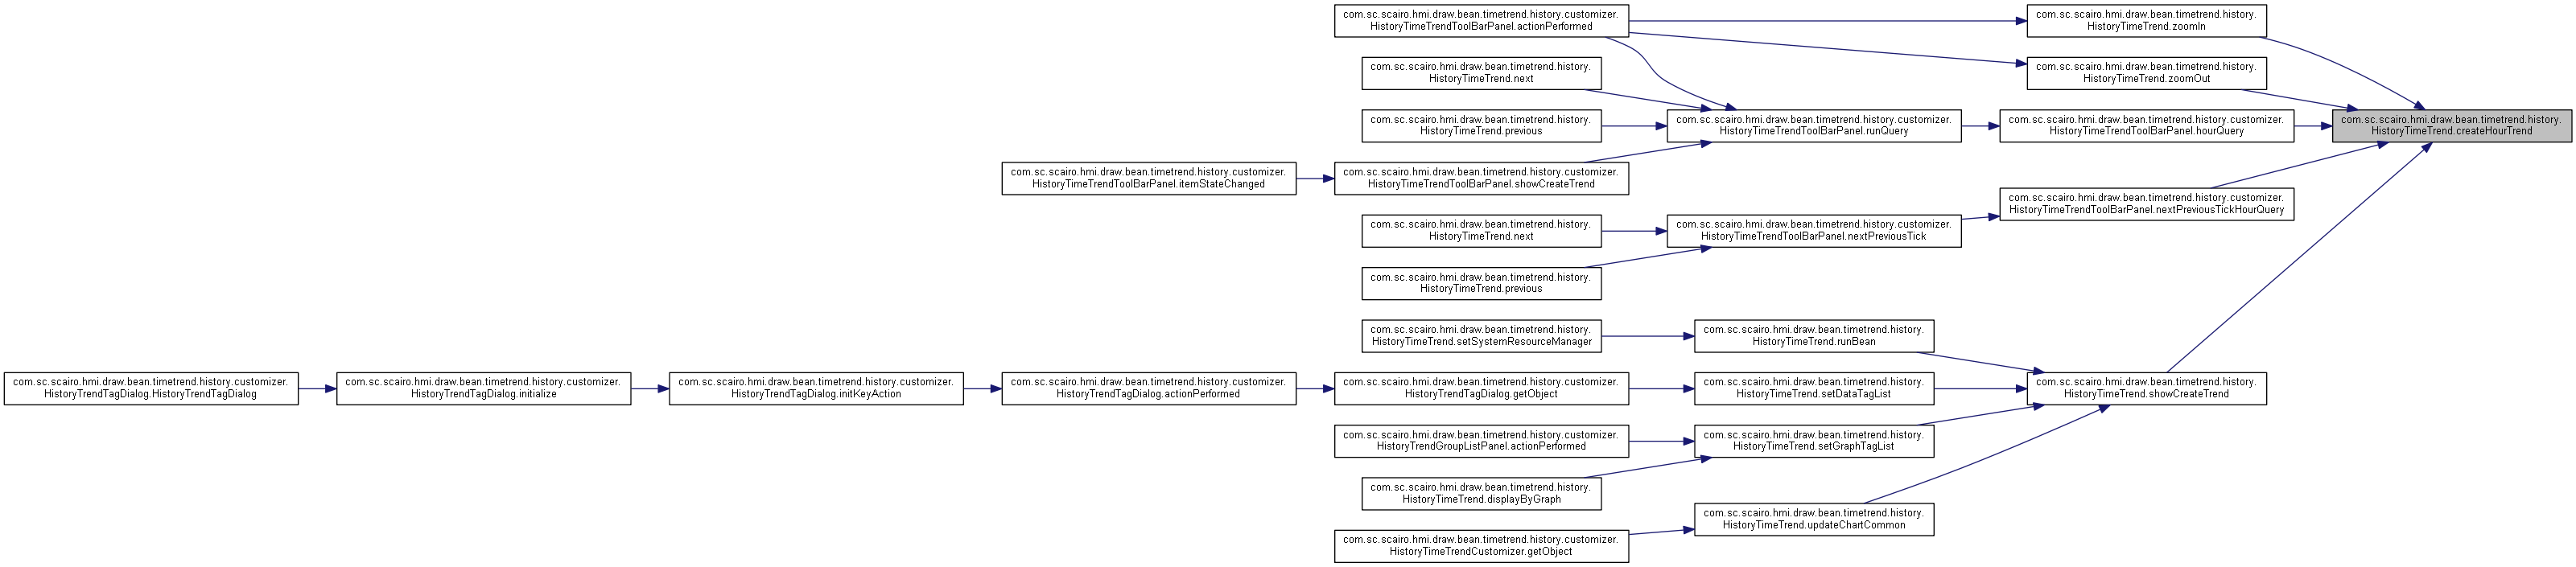 com.sc.scairo.hmi.draw.bean.timetrend.history.customizer.
HistoryTimeTrendToolBarPanel.actionPerformed
com.sc.scairo.hmi.draw.bean.timetrend.history.
HistoryTimeTrend.zoomIn
com.sc.scairo.hmi.draw.bean.timetrend.history.
HistoryTimeTrend.next
com.sc.scairo.hmi.draw.bean.timetrend.history.
HistoryTimeTrend.zoomOut
com.sc.scairo.hmi.draw.bean.timetrend.history.
HistoryTimeTrend.previous
com.sc.scairo.hmi.draw.bean.timetrend.history.customizer.
HistoryTimeTrendToolBarPanel.runQuery
com.sc.scairo.hmi.draw.bean.timetrend.history.customizer.
HistoryTimeTrendToolBarPanel.hourQuery
com.sc.scairo.hmi.draw.bean.timetrend.history.
HistoryTimeTrend.createHourTrend
com.sc.scairo.hmi.draw.bean.timetrend.history.customizer.
HistoryTimeTrendToolBarPanel.itemStateChanged
com.sc.scairo.hmi.draw.bean.timetrend.history.customizer.
HistoryTimeTrendToolBarPanel.showCreateTrend
com.sc.scairo.hmi.draw.bean.timetrend.history.customizer.
HistoryTimeTrendToolBarPanel.nextPreviousTickHourQuery
com.sc.scairo.hmi.draw.bean.timetrend.history.
HistoryTimeTrend.next
com.sc.scairo.hmi.draw.bean.timetrend.history.customizer.
HistoryTimeTrendToolBarPanel.nextPreviousTick
com.sc.scairo.hmi.draw.bean.timetrend.history.
HistoryTimeTrend.previous
com.sc.scairo.hmi.draw.bean.timetrend.history.
HistoryTimeTrend.setSystemResourceManager
com.sc.scairo.hmi.draw.bean.timetrend.history.
HistoryTimeTrend.runBean
com.sc.scairo.hmi.draw.bean.timetrend.history.customizer.
HistoryTrendTagDialog.HistoryTrendTagDialog
com.sc.scairo.hmi.draw.bean.timetrend.history.customizer.
HistoryTrendTagDialog.initialize
com.sc.scairo.hmi.draw.bean.timetrend.history.customizer.
HistoryTrendTagDialog.initKeyAction
com.sc.scairo.hmi.draw.bean.timetrend.history.customizer.
HistoryTrendTagDialog.actionPerformed
com.sc.scairo.hmi.draw.bean.timetrend.history.customizer.
HistoryTrendTagDialog.getObject
com.sc.scairo.hmi.draw.bean.timetrend.history.
HistoryTimeTrend.setDataTagList
com.sc.scairo.hmi.draw.bean.timetrend.history.
HistoryTimeTrend.showCreateTrend
com.sc.scairo.hmi.draw.bean.timetrend.history.customizer.
HistoryTrendGroupListPanel.actionPerformed
com.sc.scairo.hmi.draw.bean.timetrend.history.
HistoryTimeTrend.setGraphTagList
com.sc.scairo.hmi.draw.bean.timetrend.history.
HistoryTimeTrend.displayByGraph
com.sc.scairo.hmi.draw.bean.timetrend.history.
HistoryTimeTrend.updateChartCommon
com.sc.scairo.hmi.draw.bean.timetrend.history.customizer.
HistoryTimeTrendCustomizer.getObject